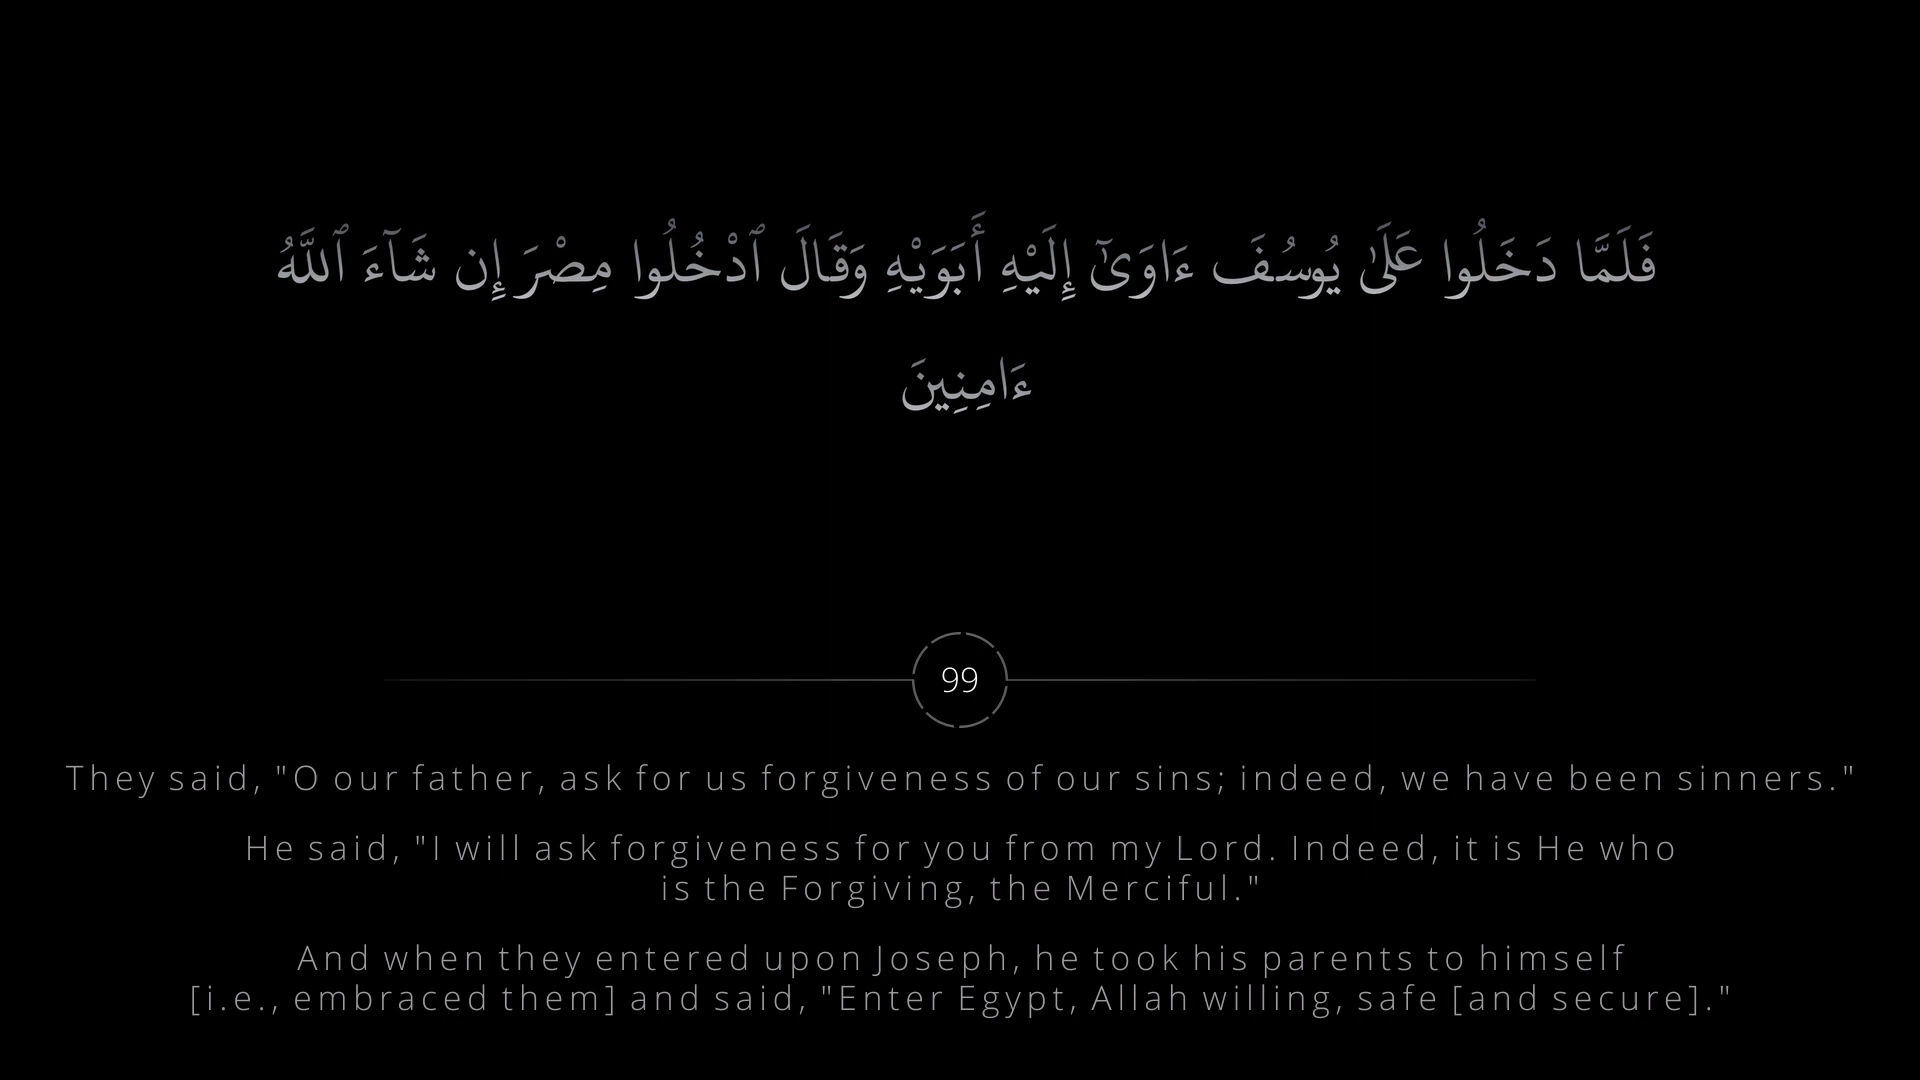 فَلَمَّا دَخَلُوا عَلَىٰ يُوسُفَ ءَاوَىٰٓ إِلَيْهِ أَبَوَيْهِ وَقَالَ ٱدْخُلُوا مِصْرَ إِن شَآءَ ٱللَّهُ
ءَامِنِينَ
99
They said, "O our father, ask for us forgiveness of our sins; indeed, we have been sinners."
He said, "I will ask forgiveness for you from my Lord. Indeed, it is He who
is the Forgiving, the Merciful."
And when they entered upon Joseph, he took his parents to himself
[i.e., embraced them] and said, "Enter Egypt, Allah willing, safe [and secure]."